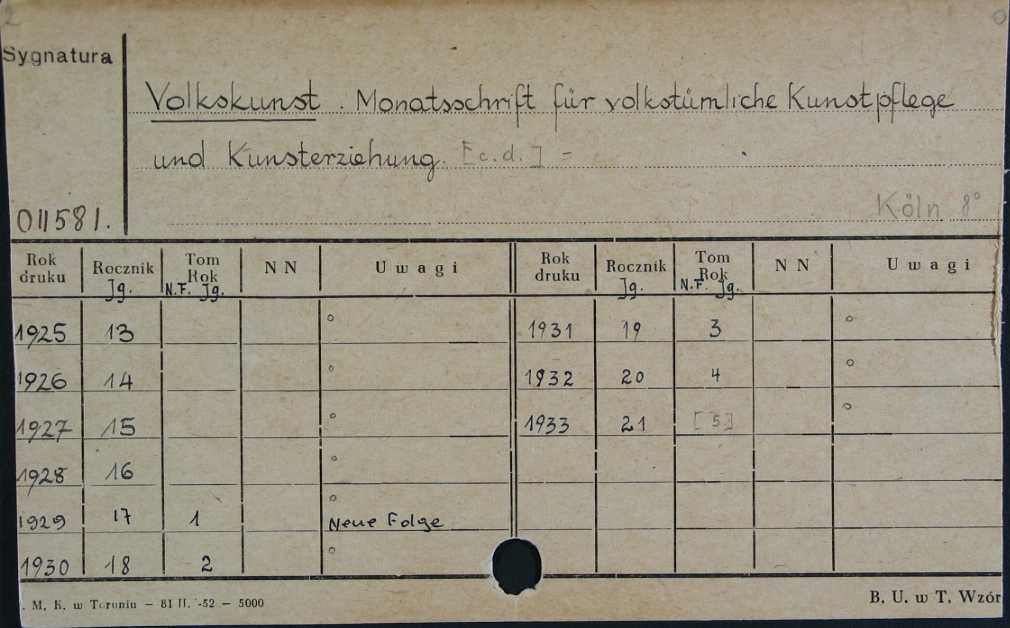 2
Sygnatura
Volkskunst. Monatsschrift für volkstümliche Kunstpflege
und Kunsterziehung. [c.d.] =
011581.
Köln 8°
Rok druku Rocznik Jg. Tom Rok N.F. Jg. NN Uwagi Rok druku Rocznik Jg. Tom Rok N.F. Jg. NN Uwagi
1925 13 ° 1931 19 3 °
1926 14 ° 1932 20 4 °
1927 15 ° 1933 21 [5] °
1928 16 °
1929 17 1 ° Neue Folge
1930 18 2 °
. M. K. w Toruniu – 81 II. -52 – 5000
B. U. w T. Wzór